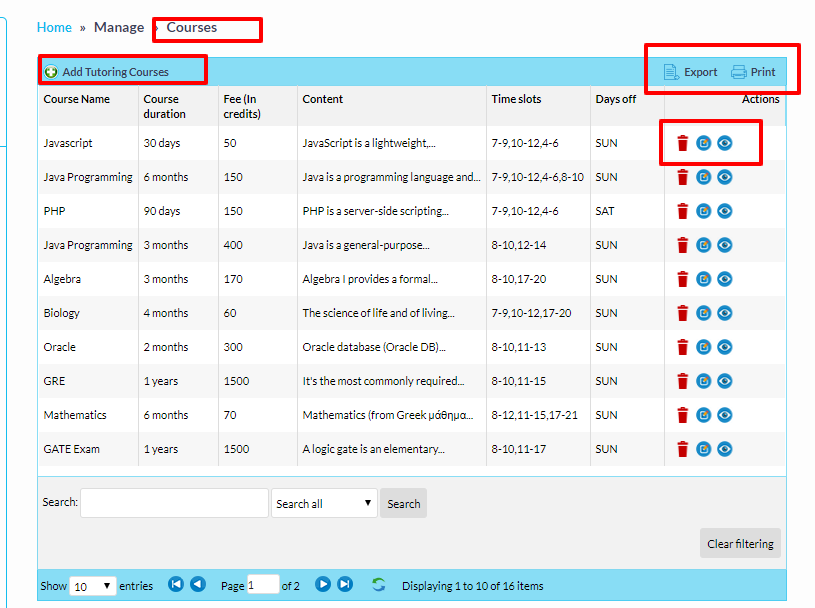 Home » Manage » Courses
Add Tutoring Courses Export Print
Course Name Course duration Fee (In credits) Content Time slots Days off Actions
Javascript 30 days 50 JavaScript is a lightweight,... 7-9,10-12,4-6 SUN
Java Programming 6 months 150 Java is a programming language and... 7-9,10-12,4-6,8-10 SUN
PHP 90 days 150 PHP is a server-side scripting... 7-9,10-12,4-6 SAT
Java Programming 3 months 400 Java is a general-purpose... 8-10,12-14 SUN
Algebra 3 months 170 Algebra I provides a formal... 8-10,17-20 SUN
Biology 4 months 60 The science of life and of living... 7-9,10-12,17-20 SUN
Oracle 2 months 300 Oracle database (Oracle DB)... 8-10,11-13 SUN
GRE 1 years 1500 It's the most commonly required... 8-10,11-15 SUN
Mathematics 6 months 70 Mathematics (from Greek μάθημα... 8-12,11-15,17-21 SUN
GATE Exam 1 years 1500 A logic gate is an elementary... 8-10,11-17 SUN
Search: Search all Search
Clear filtering
Show 10 entries Page 1 of 2 Displaying 1 to 10 of 16 items